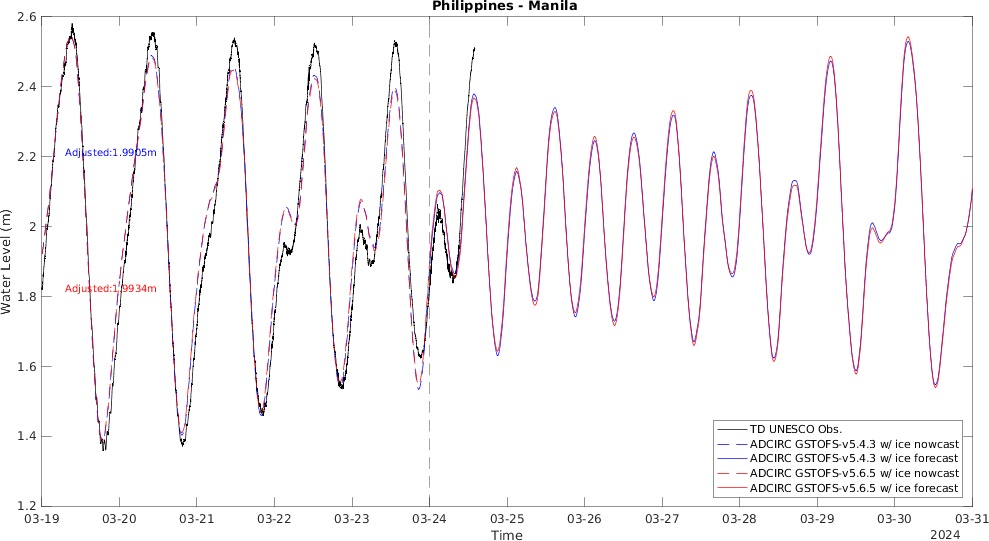 Philippines - Manila
2.6
2.4
2.2
2
1.8
1.6
1.4
1.2
Water Level (m)
Adjusted:1.9905m
Adjusted:1.9934m
TD UNESCO Obs.
ADCIRC GSTOFS-v5.4.3 w/ ice nowcast
ADCIRC GSTOFS-v5.4.3 w/ ice forecast
ADCIRC GSTOFS-v5.6.5 w/ ice nowcast
ADCIRC GSTOFS-v5.6.5 w/ ice forecast
03-19 03-20 03-21 03-22 03-23 03-24 03-25 03-26 03-27 03-28 03-29 03-30 03-31
Time
2024